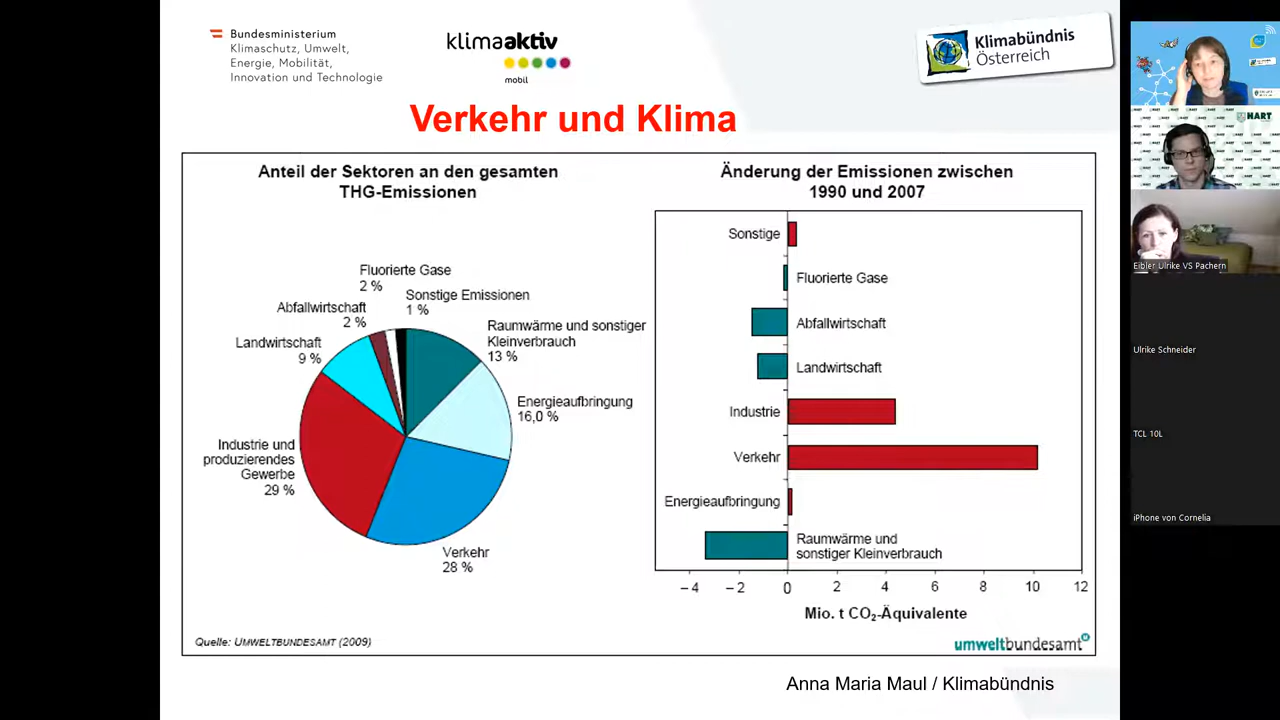 Bundesministerium
Klimaschutz, Umwelt,
Energie, Mobilität,
Innovation und Technologie
klimaaktiv
mobil
Klimabündnis
Österreich
Verkehr und Klima
Anteil der Sektoren an den gesamten
THG-Emissionen
Fluorierte Gase
2 %
Sonstige Emissionen
1 %
Abfallwirtschaft
2 %
Raumwärme und sonstiger
Kleinverbrauch
13 %
Landwirtschaft
9 %
Energieaufbringung
16,0 %
Industrie und
produzierendes
Gewerbe
29 %
Verkehr
28 %
Quelle: UMWELTBUNDESAMT (2009)
Änderung der Emissionen zwischen
1990 und 2007
Sonstige
Fluorierte Gase
Abfallwirtschaft
Landwirtschaft
Industrie
Verkehr
Energieaufbringung
Raumwärme und
sonstiger Kleinverbrauch
– 4 – 2 0 2 4 6 8 10 12
Mio. t CO₂-Äquivalente
umweltbundesamt
Anna Maria Maul / Klimabündnis
HART
Eibler Ulrike VS Pachern
Ulrike Schneider
TCL 10L
iPhone von Cornelia